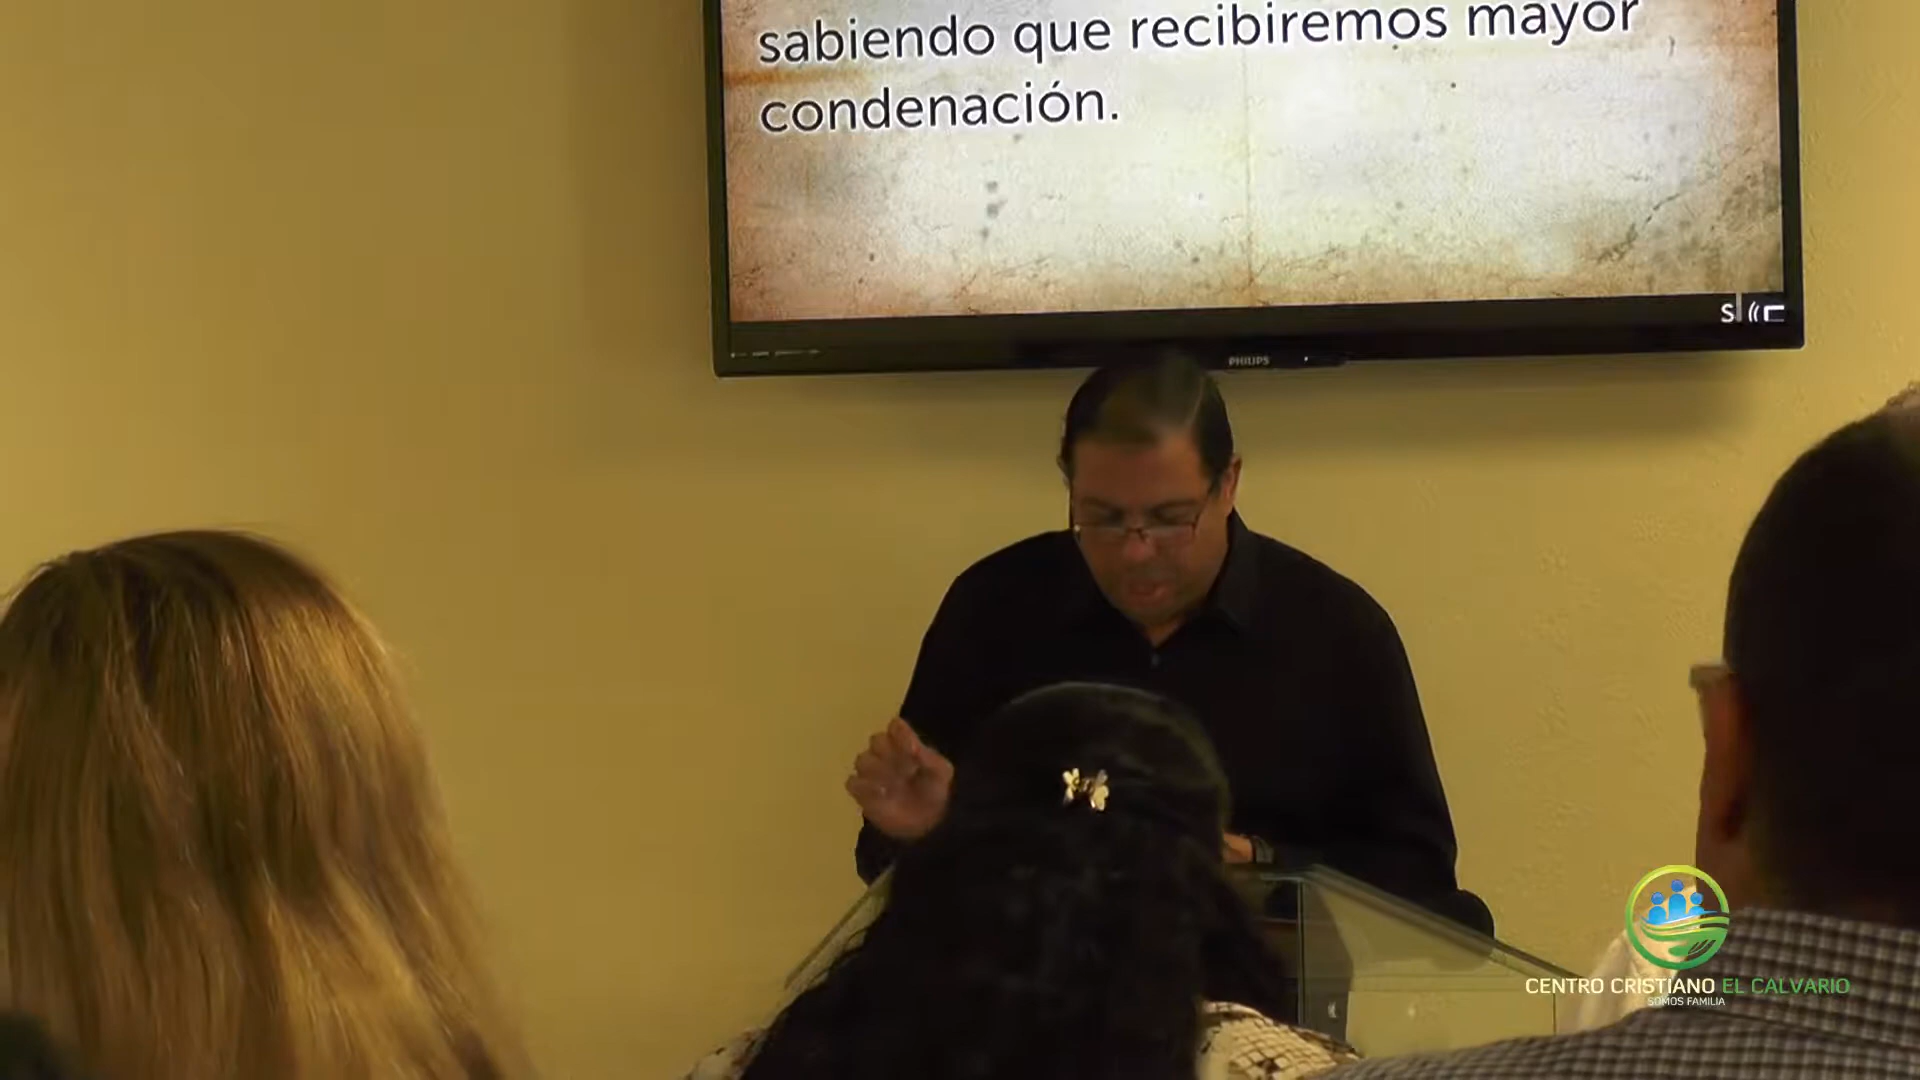 sabiendo que recibiremos mayor
condenación.
PHILIPS
CENTRO CRISTIANO EL CALVARIO
SOMOS FAMILIA